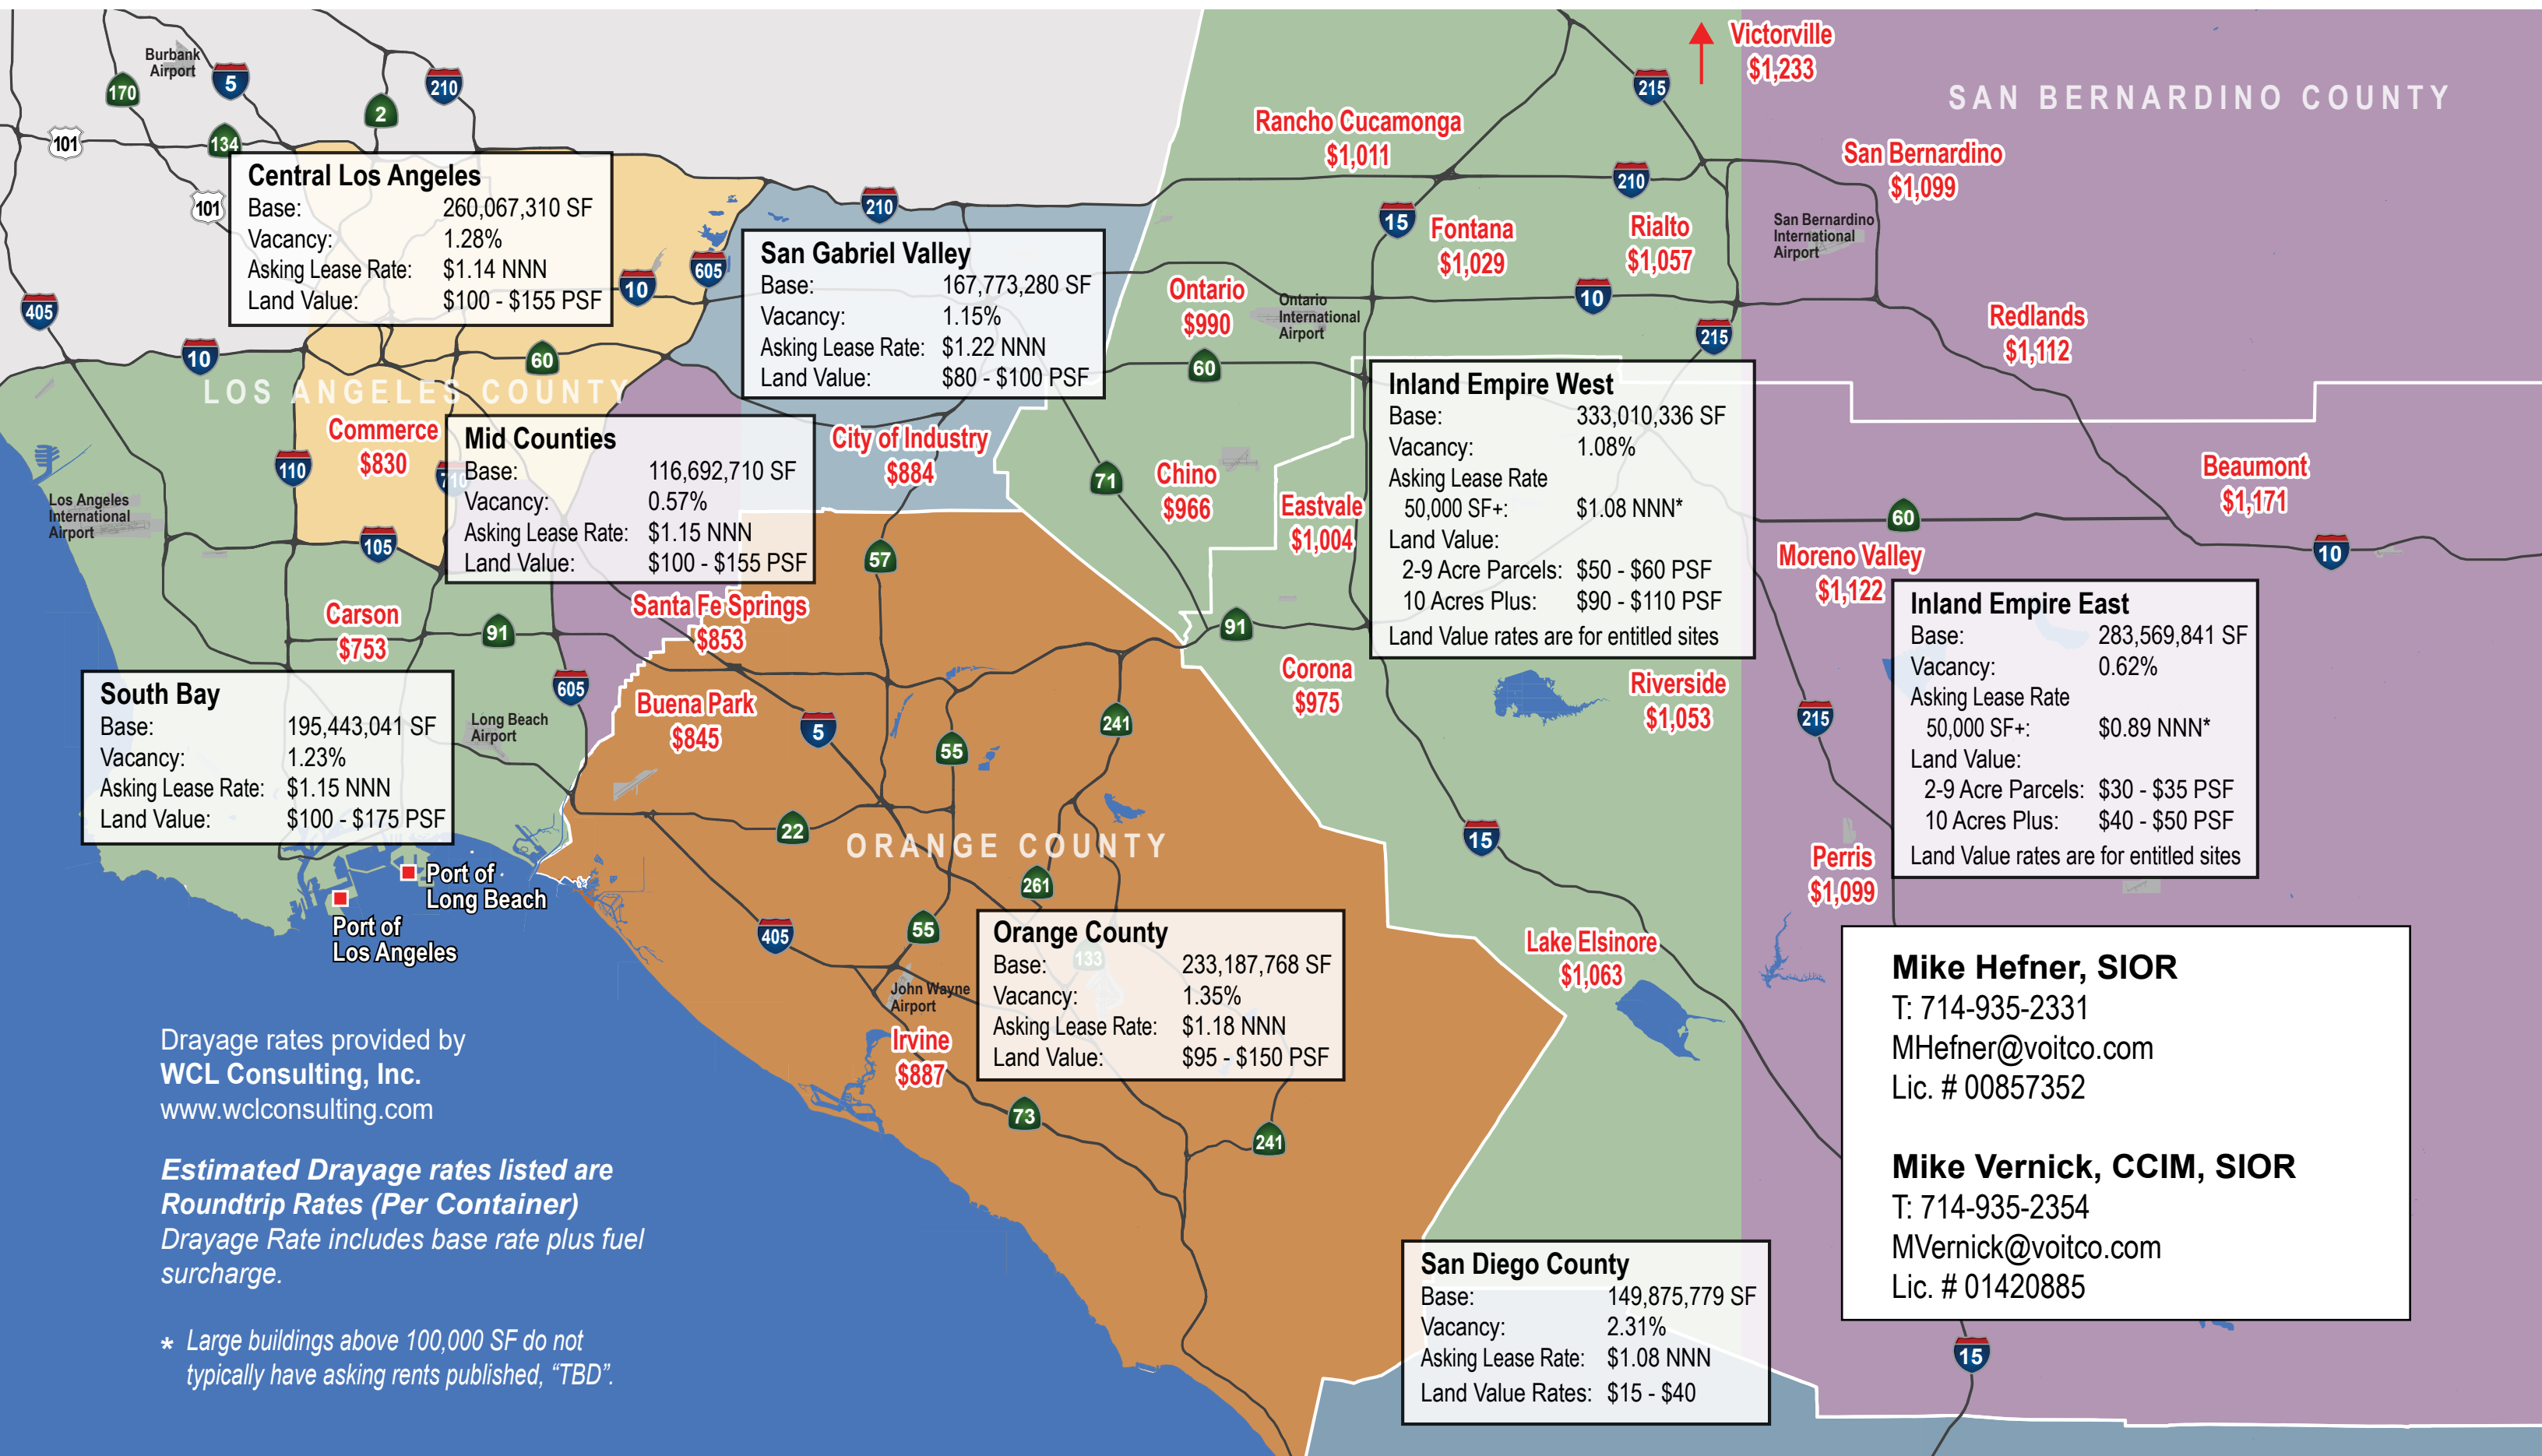 Victorville
$1,233
SAN BERNARDINO COUNTY
Burbank
Airport
170
5
2
210
134
101
101
405
215
Rancho Cucamonga
$1,011
San Bernardino
$1,099
210
210
15
Fontana
$1,029
Rialto
$1,057
San Bernardino
International
Airport
Central Los Angeles
Base: 260,067,310 SF
Vacancy: 1.28%
Asking Lease Rate: $1.14 NNN
Land Value: $100 - $155 PSF
10
605
San Gabriel Valley
Base: 167,773,280 SF
Vacancy: 1.15%
Asking Lease Rate: $1.22 NNN
Land Value: $80 - $100 PSF
Ontario
$990
Ontario
International
Airport
10
215
Redlands
$1,112
10
60
60
LOS ANGELES COUNTY
Commerce
$830
110
710
105
Los Angeles
International
Airport
Mid Counties
Base: 116,692,710 SF
Vacancy: 0.57%
Asking Lease Rate: $1.15 NNN
Land Value: $100 - $155 PSF
City of Industry
$884
71
Chino
$966
Eastvale
$1,004
Inland Empire West
Base: 333,010,336 SF
Vacancy: 1.08%
Asking Lease Rate
50,000 SF+: $1.08 NNN*
Land Value:
2-9 Acre Parcels: $50 - $60 PSF
10 Acres Plus: $90 - $110 PSF
Land Value rates are for entitled sites
Beaumont
$1,171
60
10
Moreno Valley
$1,122
57
Carson
$753
91
Santa Fe Springs
$853
91
Inland Empire East
Base: 283,569,841 SF
Vacancy: 0.62%
Asking Lease Rate
50,000 SF+: $0.89 NNN*
Land Value:
2-9 Acre Parcels: $30 - $35 PSF
10 Acres Plus: $40 - $50 PSF
Land Value rates are for entitled sites
South Bay
Base: 195,443,041 SF
Vacancy: 1.23%
Asking Lease Rate: $1.15 NNN
Land Value: $100 - $175 PSF
605
Long Beach
Airport
Buena Park
$845
5
55
241
Corona
$975
Riverside
$1,053
215
22
ORANGE COUNTY
15
261
Perris
$1,099
Port of
Long Beach
Port of
Los Angeles
405
55
133
John Wayne
Airport
Orange County
Base: 233,187,768 SF
Vacancy: 1.35%
Asking Lease Rate: $1.18 NNN
Land Value: $95 - $150 PSF
Lake Elsinore
$1,063
Irvine
$887
73
241
Mike Hefner, SIOR
T: 714-935-2331
MHefner@voitco.com
Lic. # 00857352
Mike Vernick, CCIM, SIOR
T: 714-935-2354
MVernick@voitco.com
Lic. # 01420885
Drayage rates provided by
WCL Consulting, Inc.
www.wclconsulting.com
Estimated Drayage rates listed are
Roundtrip Rates (Per Container)
Drayage Rate includes base rate plus fuel
surcharge.
* Large buildings above 100,000 SF do not
typically have asking rents published, “TBD”.
San Diego County
Base: 149,875,779 SF
Vacancy: 2.31%
Asking Lease Rate: $1.08 NNN
Land Value Rates: $15 - $40
15